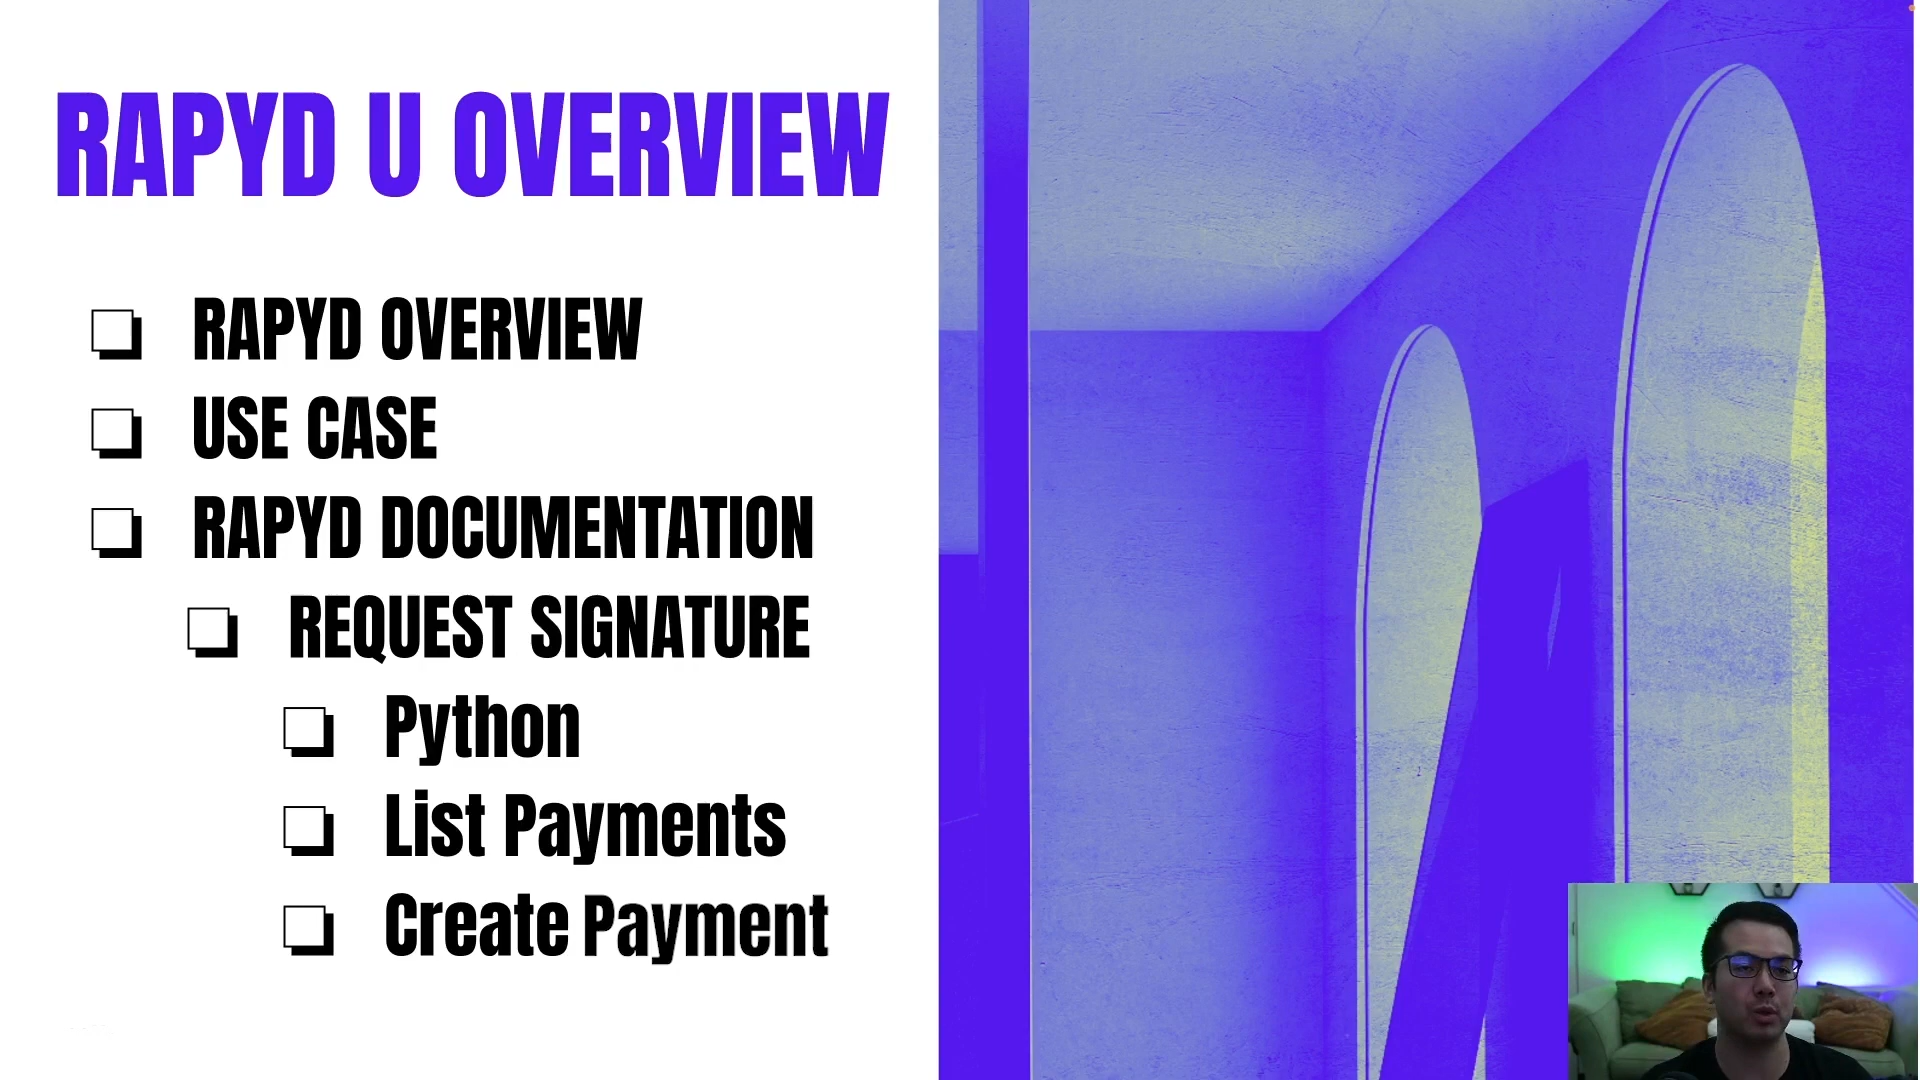 RAPYD U OVERVIEW
RAPYD OVERVIEW
USE CASE
RAPYD DOCUMENTATION
REQUEST SIGNATURE
Python
List Payments
Create Payment